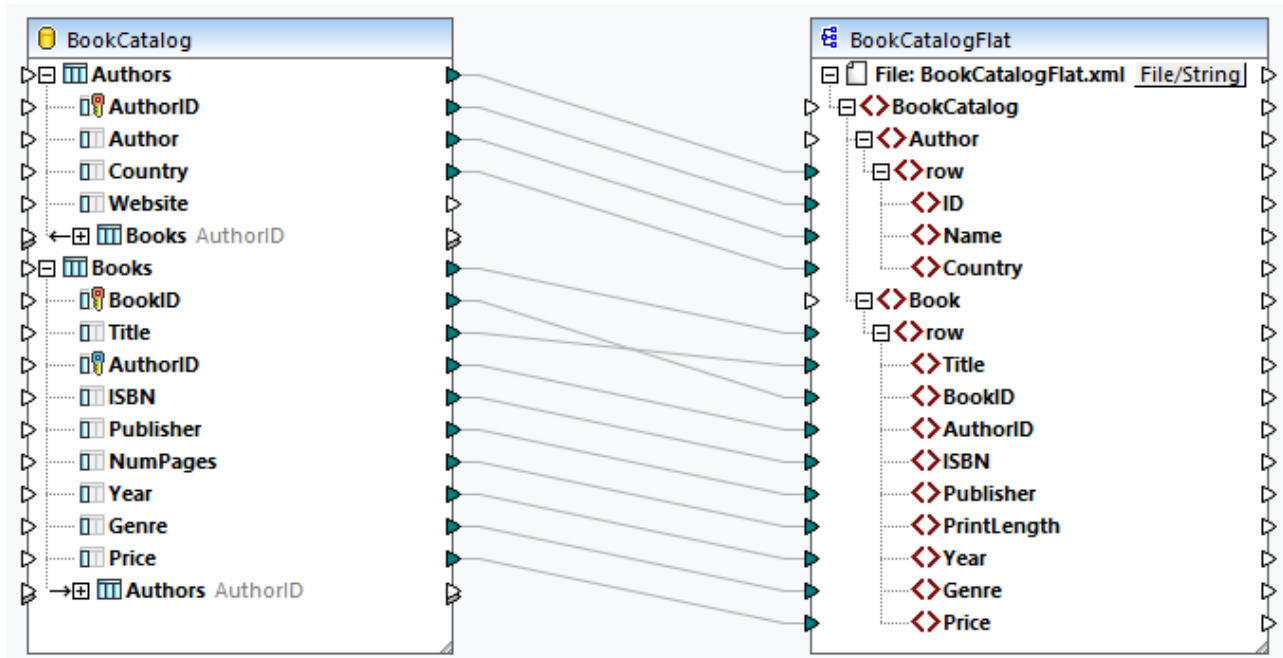 BookCatalog
Authors
AuthorID
Author
Country
Website
Books AuthorID
Books
BookID
Title
AuthorID
ISBN
Publisher
NumPages
Year
Genre
Price
Authors AuthorID
BookCatalogFlat
File: BookCatalogFlat.xml File/String
BookCatalog
Author
row
ID
Name
Country
Book
row
Title
BookID
AuthorID
ISBN
Publisher
PrintLength
Year
Genre
Price